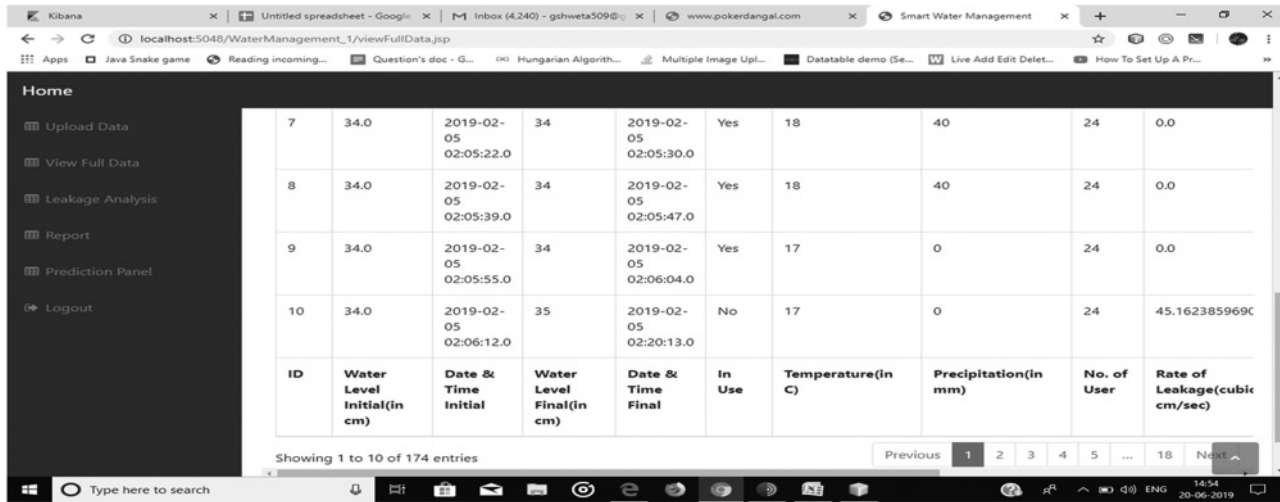 Kibana
Untitled spreadsheet - Google
Inbox (4,240) - gshweta509@
www.pokerdangal.com
Smart Water Management
localhost:5048/WaterManagement_1/viewFullData.jsp
Apps Java Snake game Reading incoming... Question's doc - G... Hungarian Algorith... Multiple Image Upl... Datatable demo (Se... Live Add Edit Delet... How To Set Up A Pr... »
Home
Upload Data
View Full Data
Leakage Analysis
Report
Prediction Panel
Logout
7 34.0 2019-02- 34 2019-02- Yes 18 40 24 0.0
05 05
02:05:22.0 02:05:30.0
8 34.0 2019-02- 34 2019-02- Yes 18 40 24 0.0
05 05
02:05:39.0 02:05:47.0
9 34.0 2019-02- 34 2019-02- Yes 17 0 24 0.0
05 05
02:05:55.0 02:06:04.0
10 34.0 2019-02- 35 2019-02- No 17 0 24 45.1623859690
05 05
02:06:12.0 02:20:13.0
ID Water Date & Water Date & In Temperature(in Precipitation(in No. of Rate of
Level Time Level Time Use C) mm) User Leakage(cubic
Initial(in Initial Final(in Final cm/sec)
cm) cm)
Showing 1 to 10 of 174 entries
Previous 1 2 3 4 5 ... 18 Next
Type here to search
ENG
14:54
20-06-2019